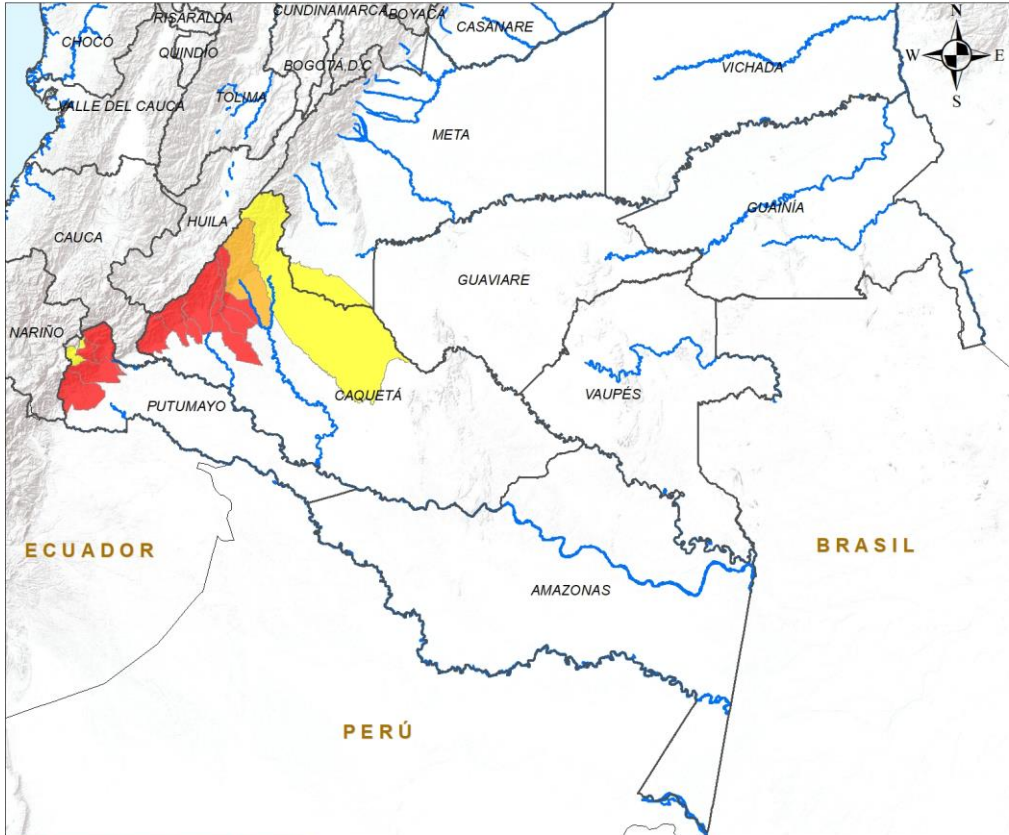 RISARALDA
CUNDINAMARCA
BOYACÁ
CASANARE
N
CHOCÓ
QUINDÍO
BOGOTÁ.D.C
VICHADA
W
E
S
VALLE DEL CAUCA
TOLIMA
META
HUILA
GUAINÍA
CAUCA
GUAVIARE
NARIÑO
CAQUETÁ
VAUPÉS
PUTUMAYO
ECUADOR
BRASIL
AMAZONAS
PERÚ